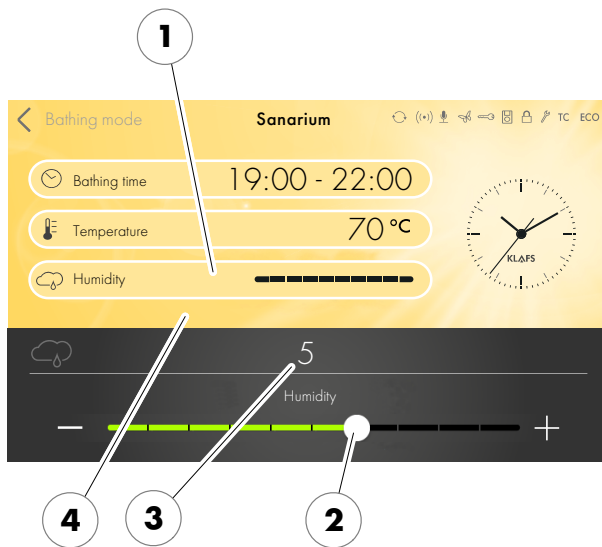 1
Bathing mode Sanarium TC ECO
Bathing time 19:00 - 22:00
Temperature 70 °C
Humidity
KLAFS
5
Humidity
− +
4 3 2